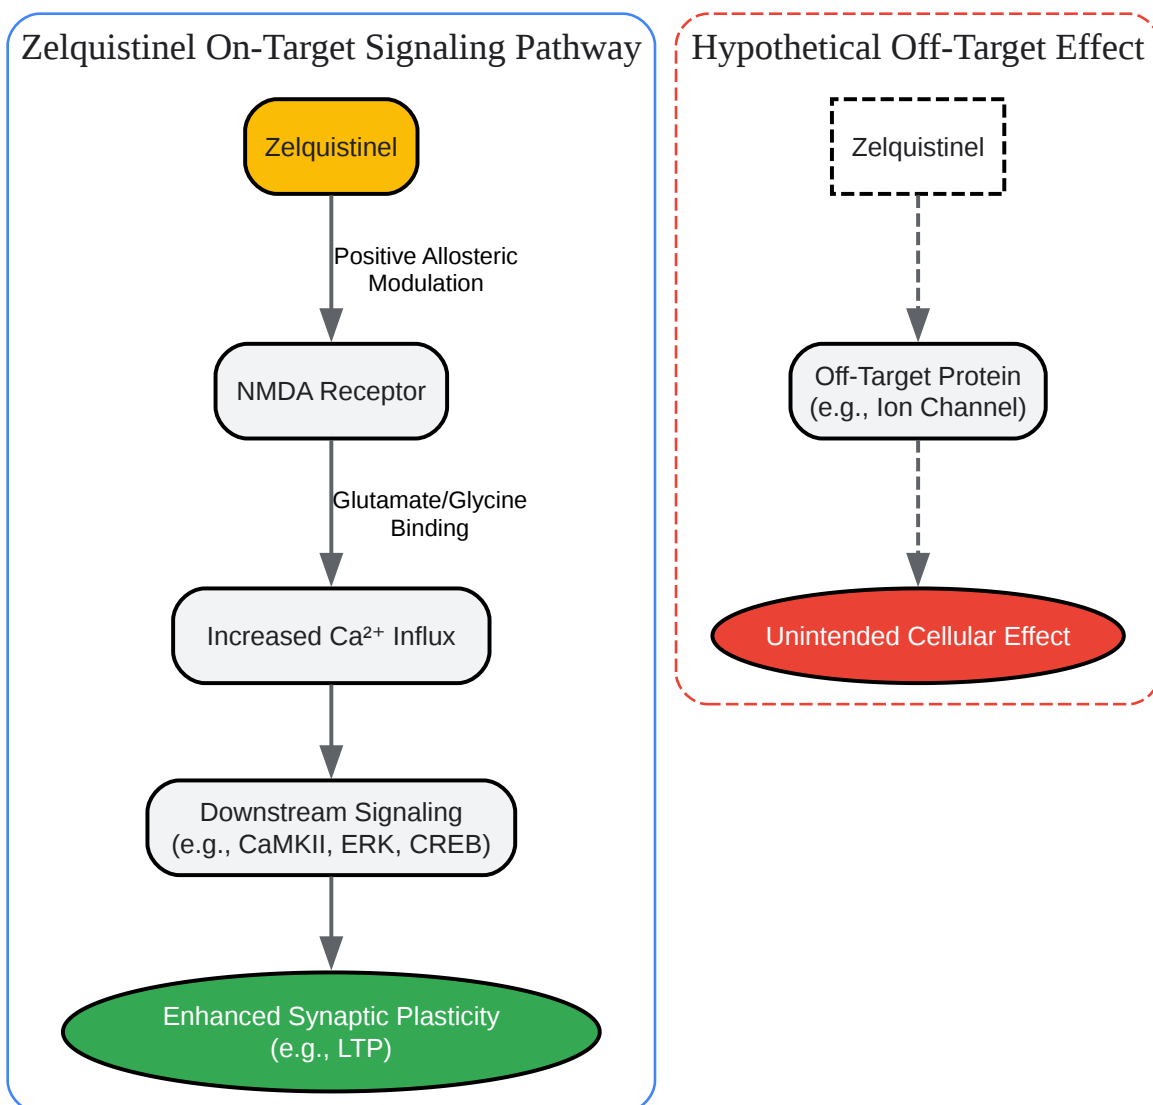 Zelquistinel On-Target Signaling Pathway
Zelquistinel
Positive Allosteric
Modulation
NMDA Receptor
Glutamate/Glycine
Binding
Increased Ca²⁺ Influx
Downstream Signaling
(e.g., CaMKII, ERK, CREB)
Enhanced Synaptic Plasticity
(e.g., LTP)
Hypothetical Off-Target Effect
Zelquistinel
Off-Target Protein
(e.g., Ion Channel)
Unintended Cellular Effect